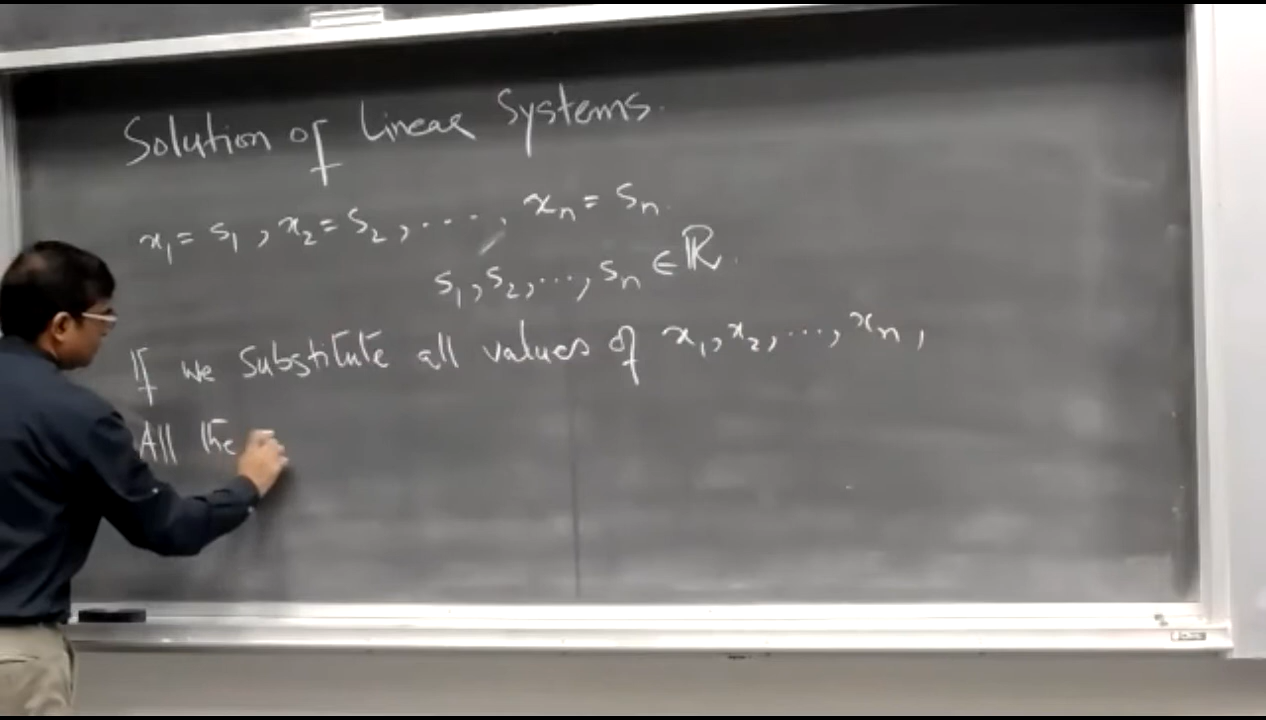 Solution of Linear Systems.
x₁ = s₁, x₂ = s₂, ...., xₙ = sₙ.
s₁, s₂, ..., sₙ ∈ ℝ.
If we substitute all values of x₁, x₂, ..., xₙ,
All the